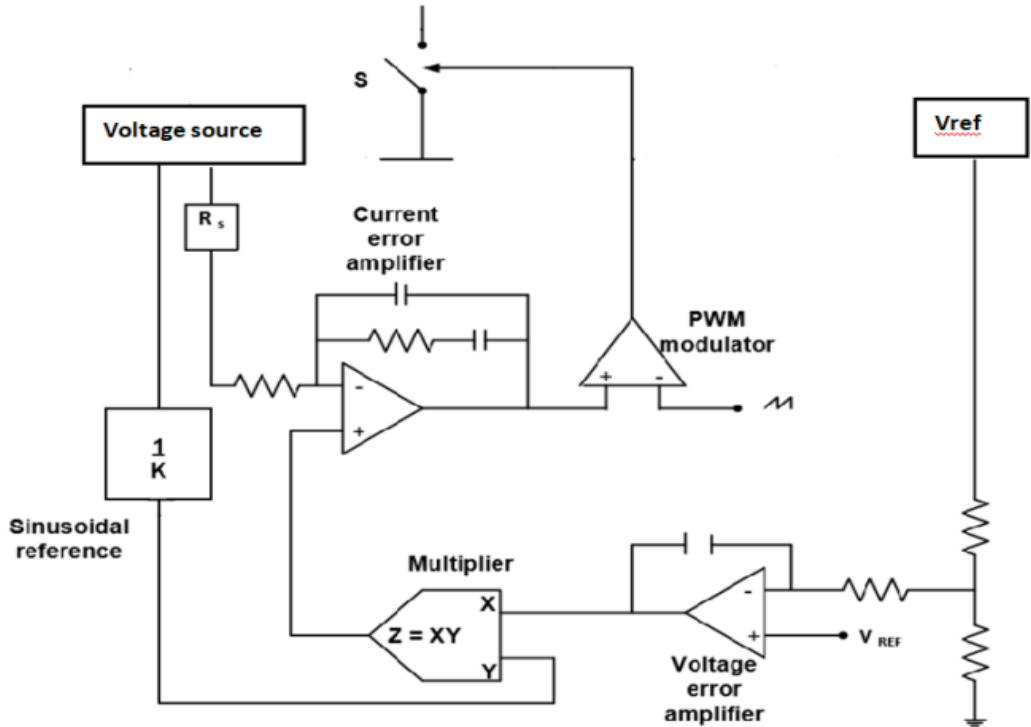 S
Voltage source
Vref
R s
Current
error
amplifier
PWM
modulator
-
+
+ -
1
K
Sinusoidal
reference
Multiplier
X
Z = XY
Y
-
+
V REF
Voltage
error
amplifier